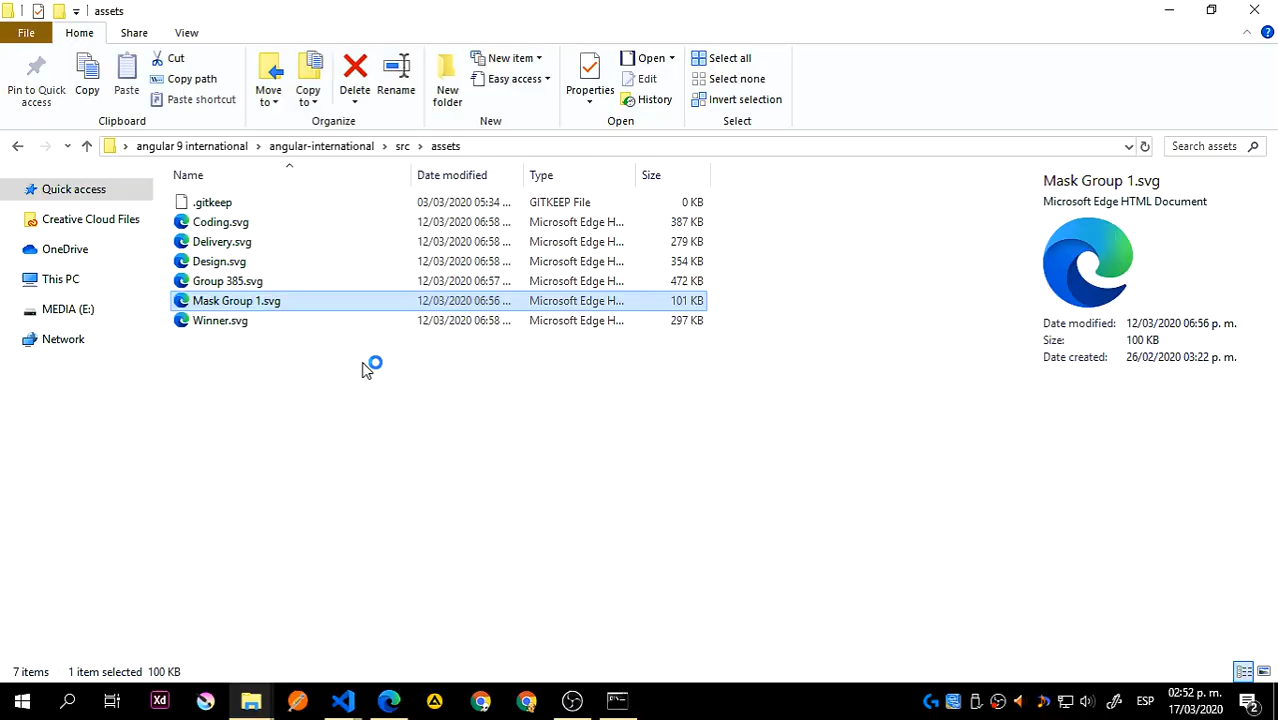 assets
File Home Share View
Pin to Quick access
Copy
Paste
Cut
Copy path
Paste shortcut
Clipboard
Move to
Copy to
Delete
Rename
Organize
New folder
New item
Easy access
New
Properties
Open
Edit
History
Open
Select all
Select none
Invert selection
Select
angular 9 international angular-international src assets
Search assets
Name Date modified Type Size
.gitkeep 03/03/2020 05:34 ... GITKEEP File 0 KB
Coding.svg 12/03/2020 06:58 ... Microsoft Edge H... 387 KB
Delivery.svg 12/03/2020 06:58 ... Microsoft Edge H... 279 KB
Design.svg 12/03/2020 06:58 ... Microsoft Edge H... 354 KB
Group 385.svg 12/03/2020 06:57 ... Microsoft Edge H... 472 KB
Mask Group 1.svg 12/03/2020 06:56 ... Microsoft Edge H... 101 KB
Winner.svg 12/03/2020 06:58 ... Microsoft Edge H... 297 KB
Quick access
Creative Cloud Files
OneDrive
This PC
MEDIA (E:)
Network
Mask Group 1.svg
Microsoft Edge HTML Document
Date modified: 12/03/2020 06:56 p. m.
Size: 100 KB
Date created: 26/02/2020 03:22 p. m.
7 items 1 item selected 100 KB
Xd
ESP
02:52 p. m.
17/03/2020
2